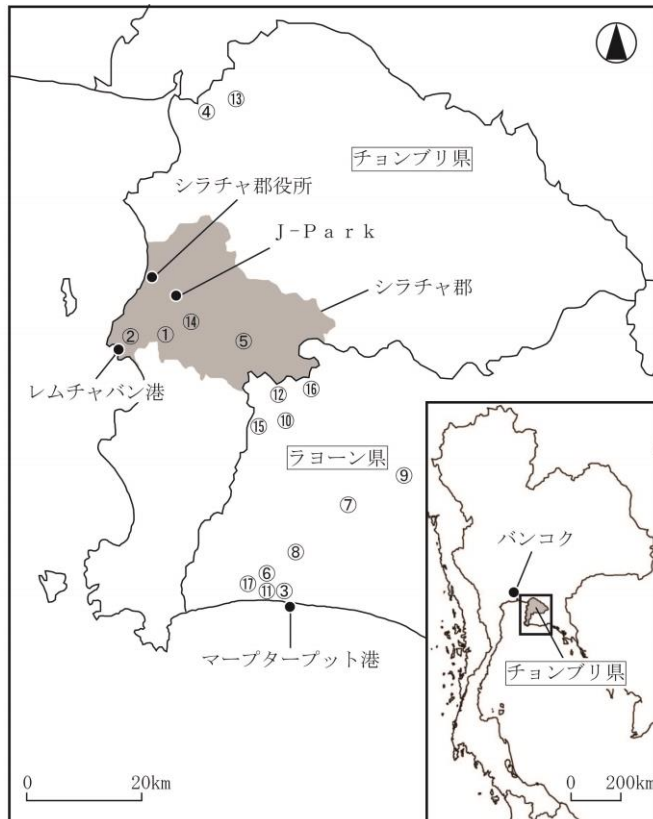 ⑬
④
チョンブリ県
シラチャ郡役所
J-Park
シラチャ郡
⑭
②
①
⑤
レムチャバン港
⑫
⑯
⑮
⑩
ラヨーン県
⑨
⑦
バンコク
⑧
⑥
⑰
⑪
③
マープタープット港
チョンブリ県
0
20km
0
200km